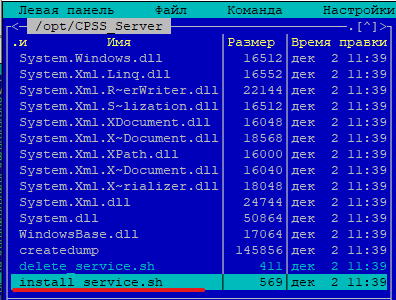 Левая панель Файл Команда Настройки
<— /opt/CPSS_Server .[^]>
.и Имя Размер Время правки
System.Windows.dll 16512 дек 2 11:39
System.Xml.Linq.dll 16552 дек 2 11:39
System.Xml.R~erWriter.dll 22144 дек 2 11:39
System.Xml.S~lization.dll 16512 дек 2 11:39
System.Xml.XDocument.dll 16048 дек 2 11:39
System.Xml.X~Document.dll 18568 дек 2 11:39
System.Xml.XPath.dll 16000 дек 2 11:39
System.Xml.X~Document.dll 16040 дек 2 11:39
System.Xml.X~rializer.dll 18048 дек 2 11:39
System.Xml.dll 24744 дек 2 11:39
System.dll 50864 дек 2 11:39
WindowsBase.dll 17064 дек 2 11:39
createdump 145856 дек 2 11:39
delete_service.sh 411 дек 2 11:39
install_service.sh 569 дек 2 11:39